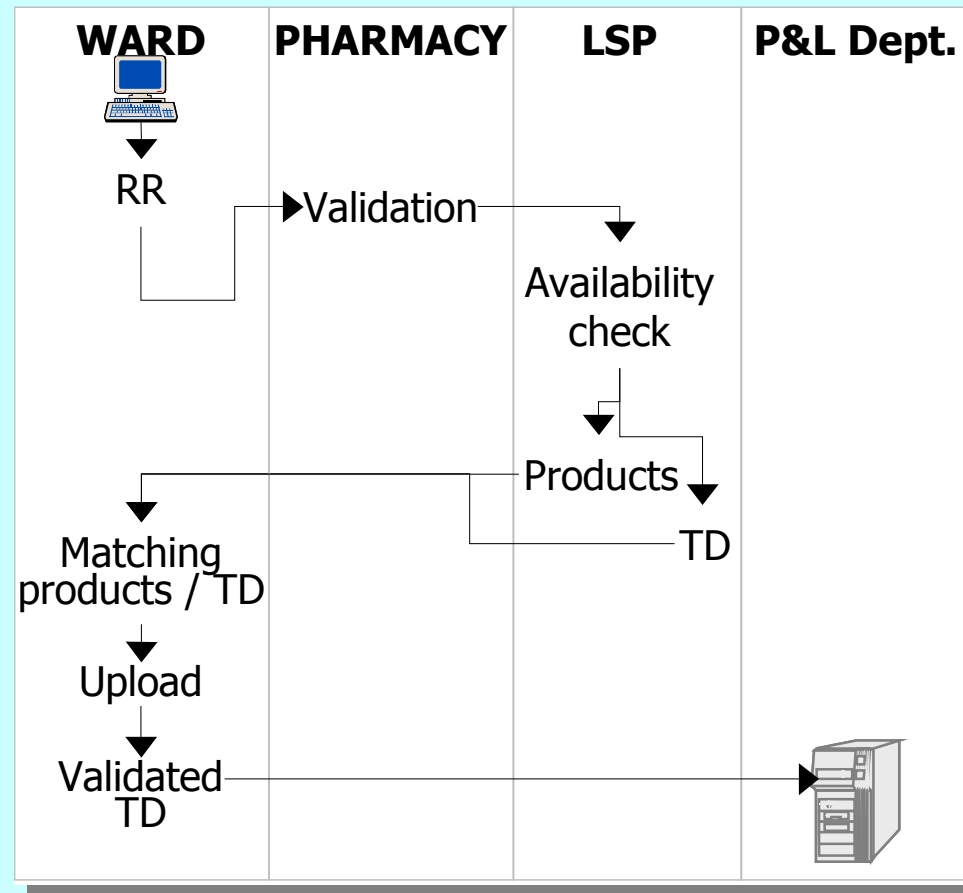 WARD PHARMACY LSP P&L Dept.
RR
Validation
Availability
check
Products
TD
Matching
products / TD
Upload
Validated
TD